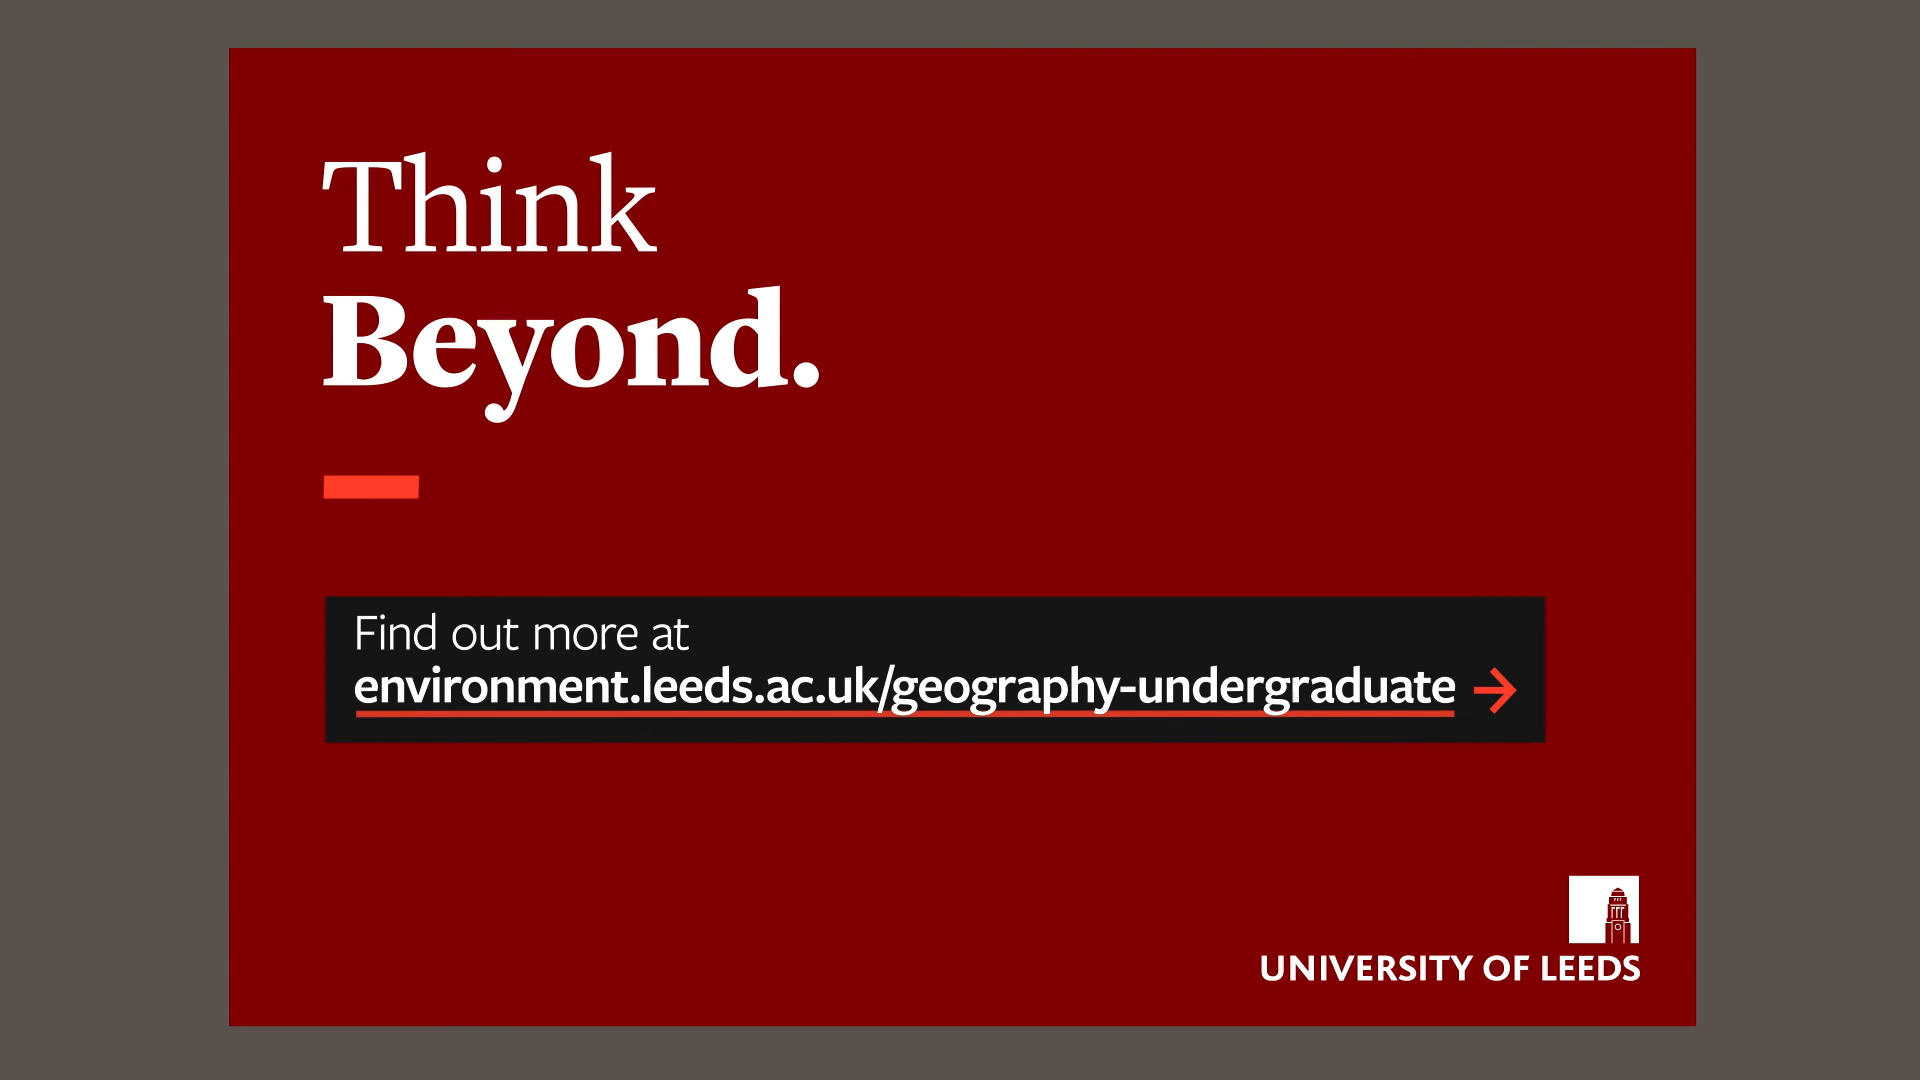 Think
Beyond.
Find out more at
environment.leeds.ac.uk/geography-undergraduate
UNIVERSITY OF LEEDS